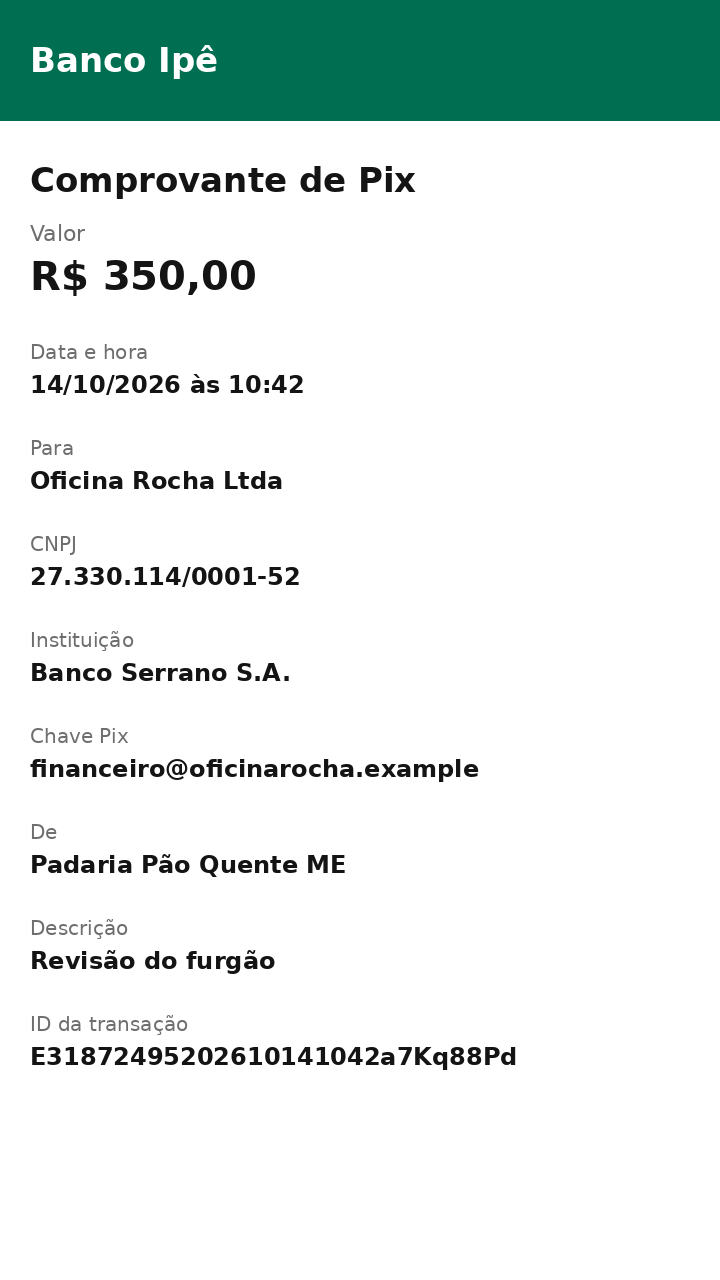 Banco Ipê
Comprovante de Pix
Valor
R$ 350,00
Data e hora
14/10/2026 às 10:42
Para
Oficina Rocha Ltda
CNPJ
27.330.114/0001-52
Instituição
Banco Serrano S.A.
Chave Pix
financeiro@oficinarocha.example
De
Padaria Pão Quente ME
Descrição
Revisão do furgão
ID da transação
E31872495202610141042a7Kq88Pd